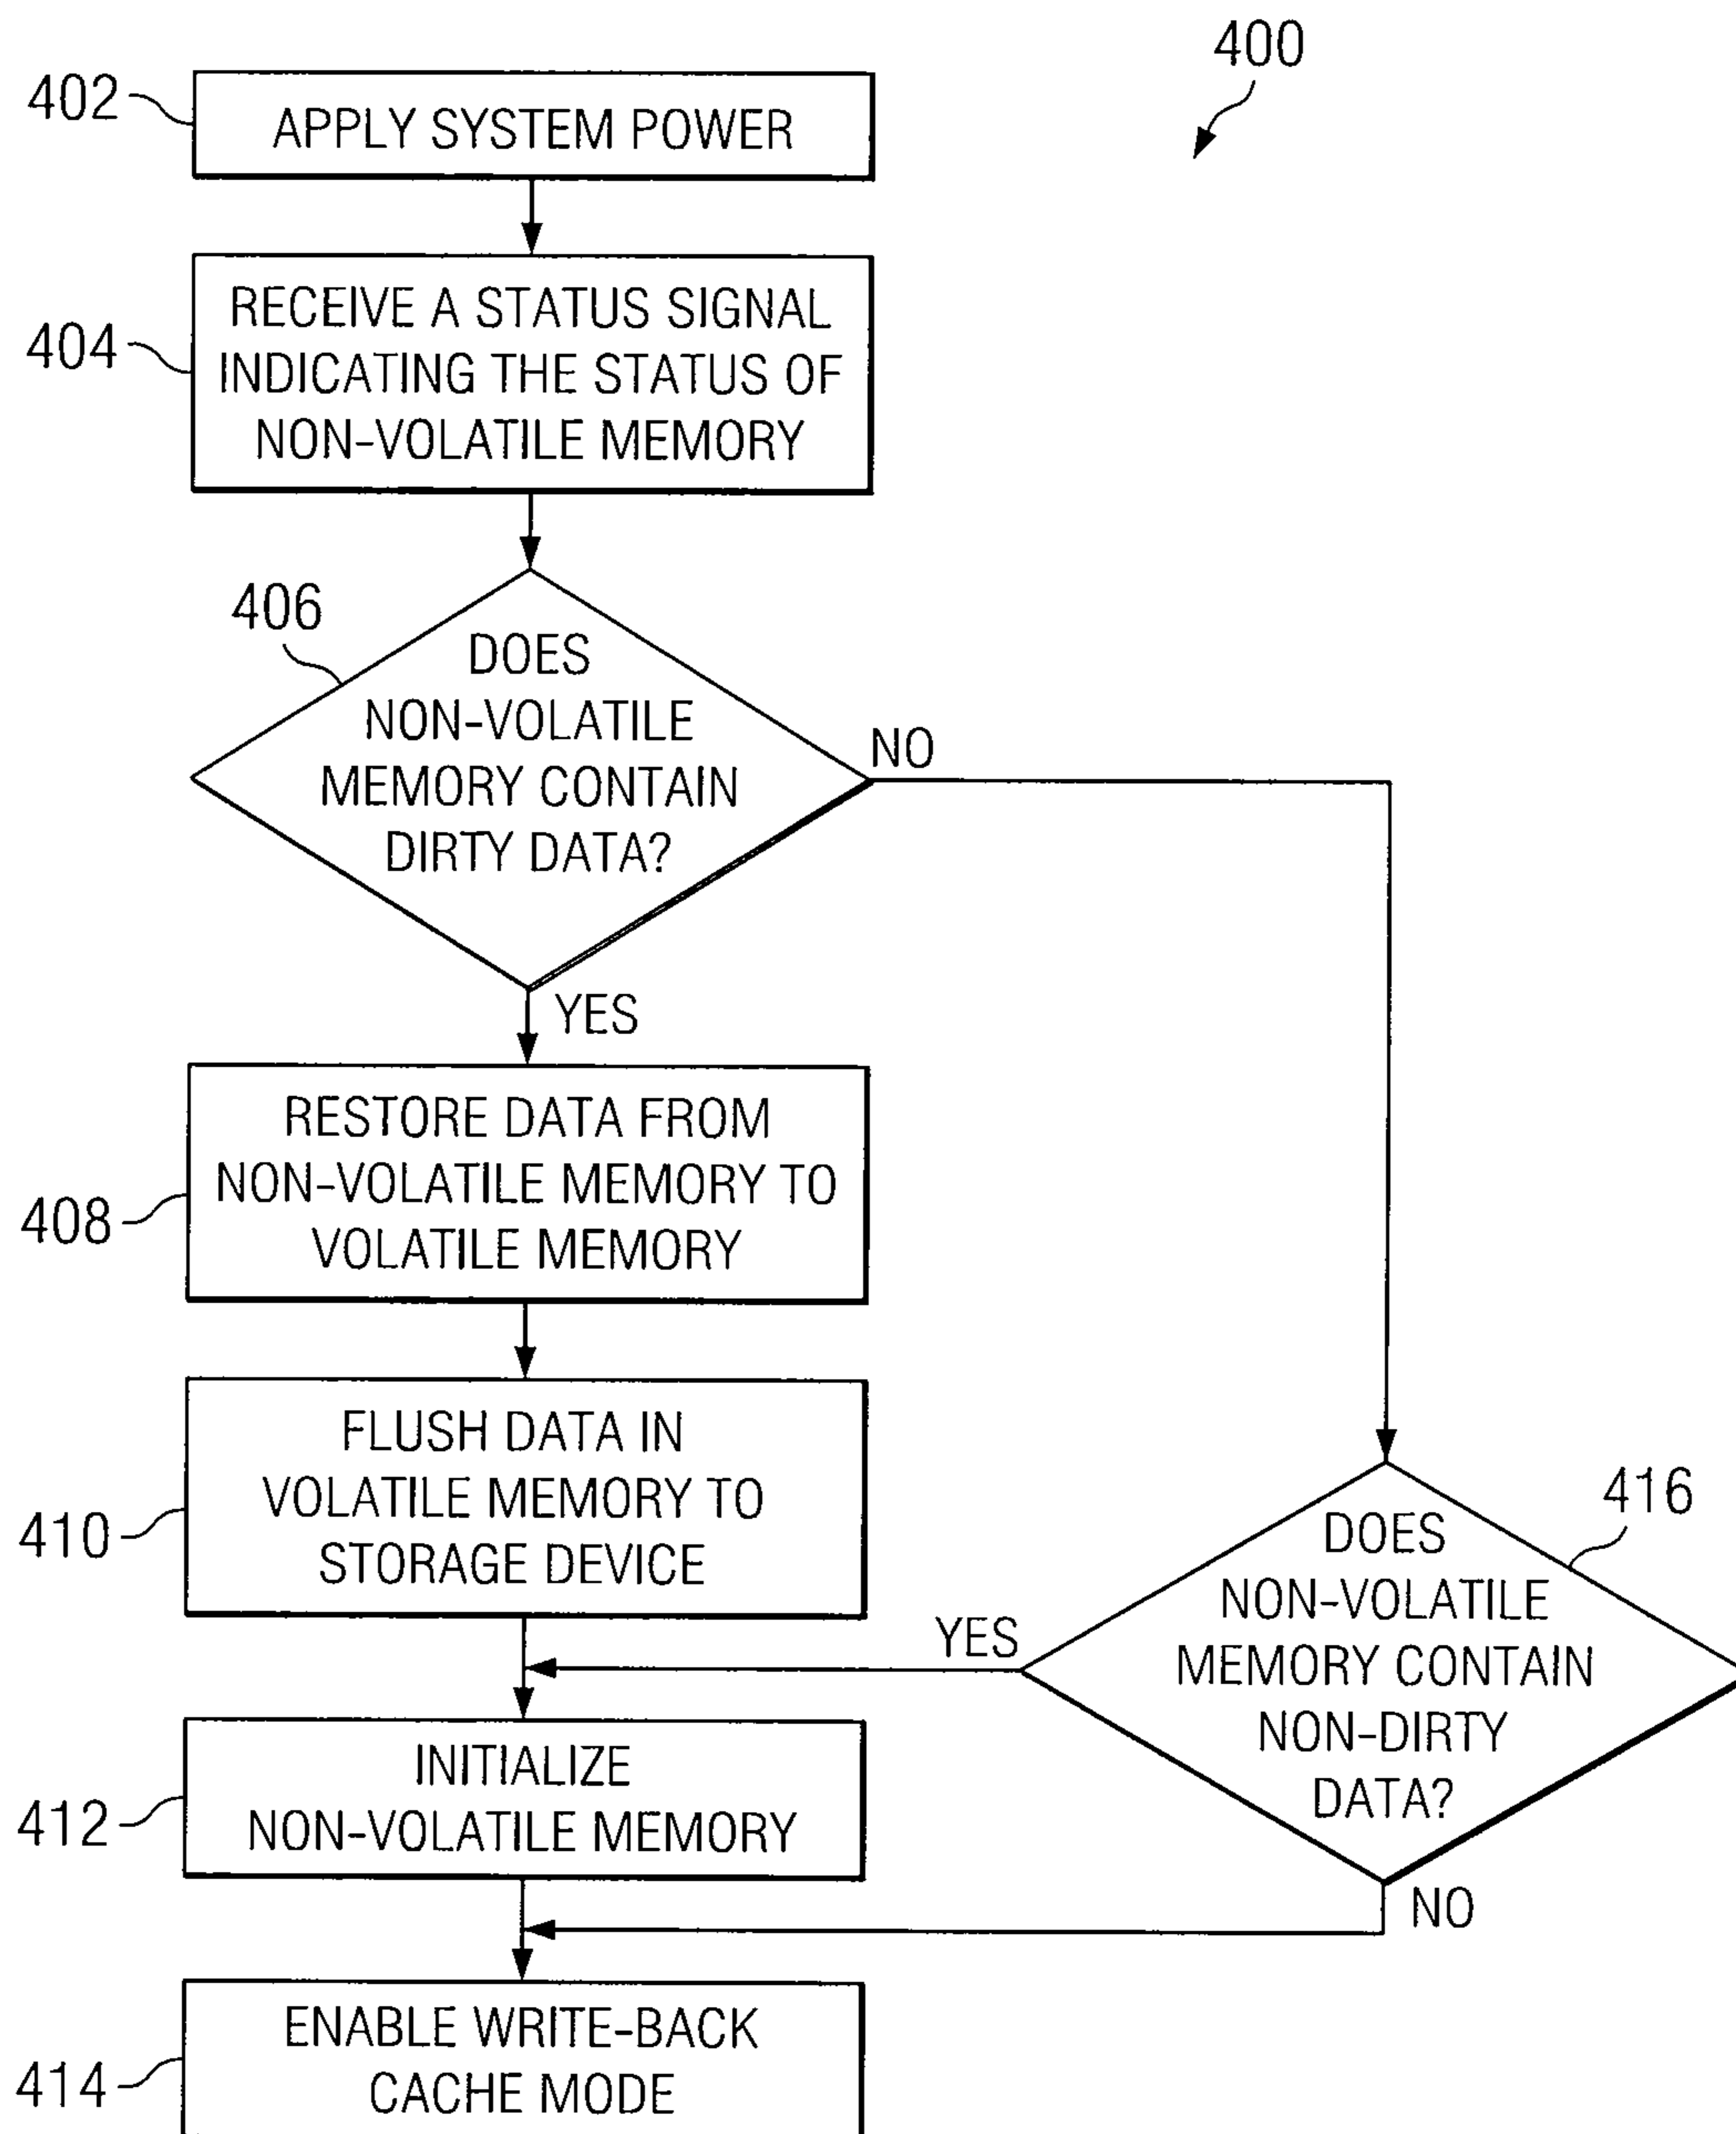 400
402
APPLY SYSTEM POWER
404
RECEIVE A STATUS SIGNAL
INDICATING THE STATUS OF
NON-VOLATILE MEMORY
406
DOES
NON-VOLATILE
MEMORY CONTAIN
DIRTY DATA?
NO
YES
408
RESTORE DATA FROM
NON-VOLATILE MEMORY TO
VOLATILE MEMORY
410
FLUSH DATA IN
VOLATILE MEMORY TO
STORAGE DEVICE
416
DOES
NON-VOLATILE
MEMORY CONTAIN
NON-DIRTY
DATA?
YES
NO
412
INITIALIZE
NON-VOLATILE MEMORY
414
ENABLE WRITE-BACK
CACHE MODE